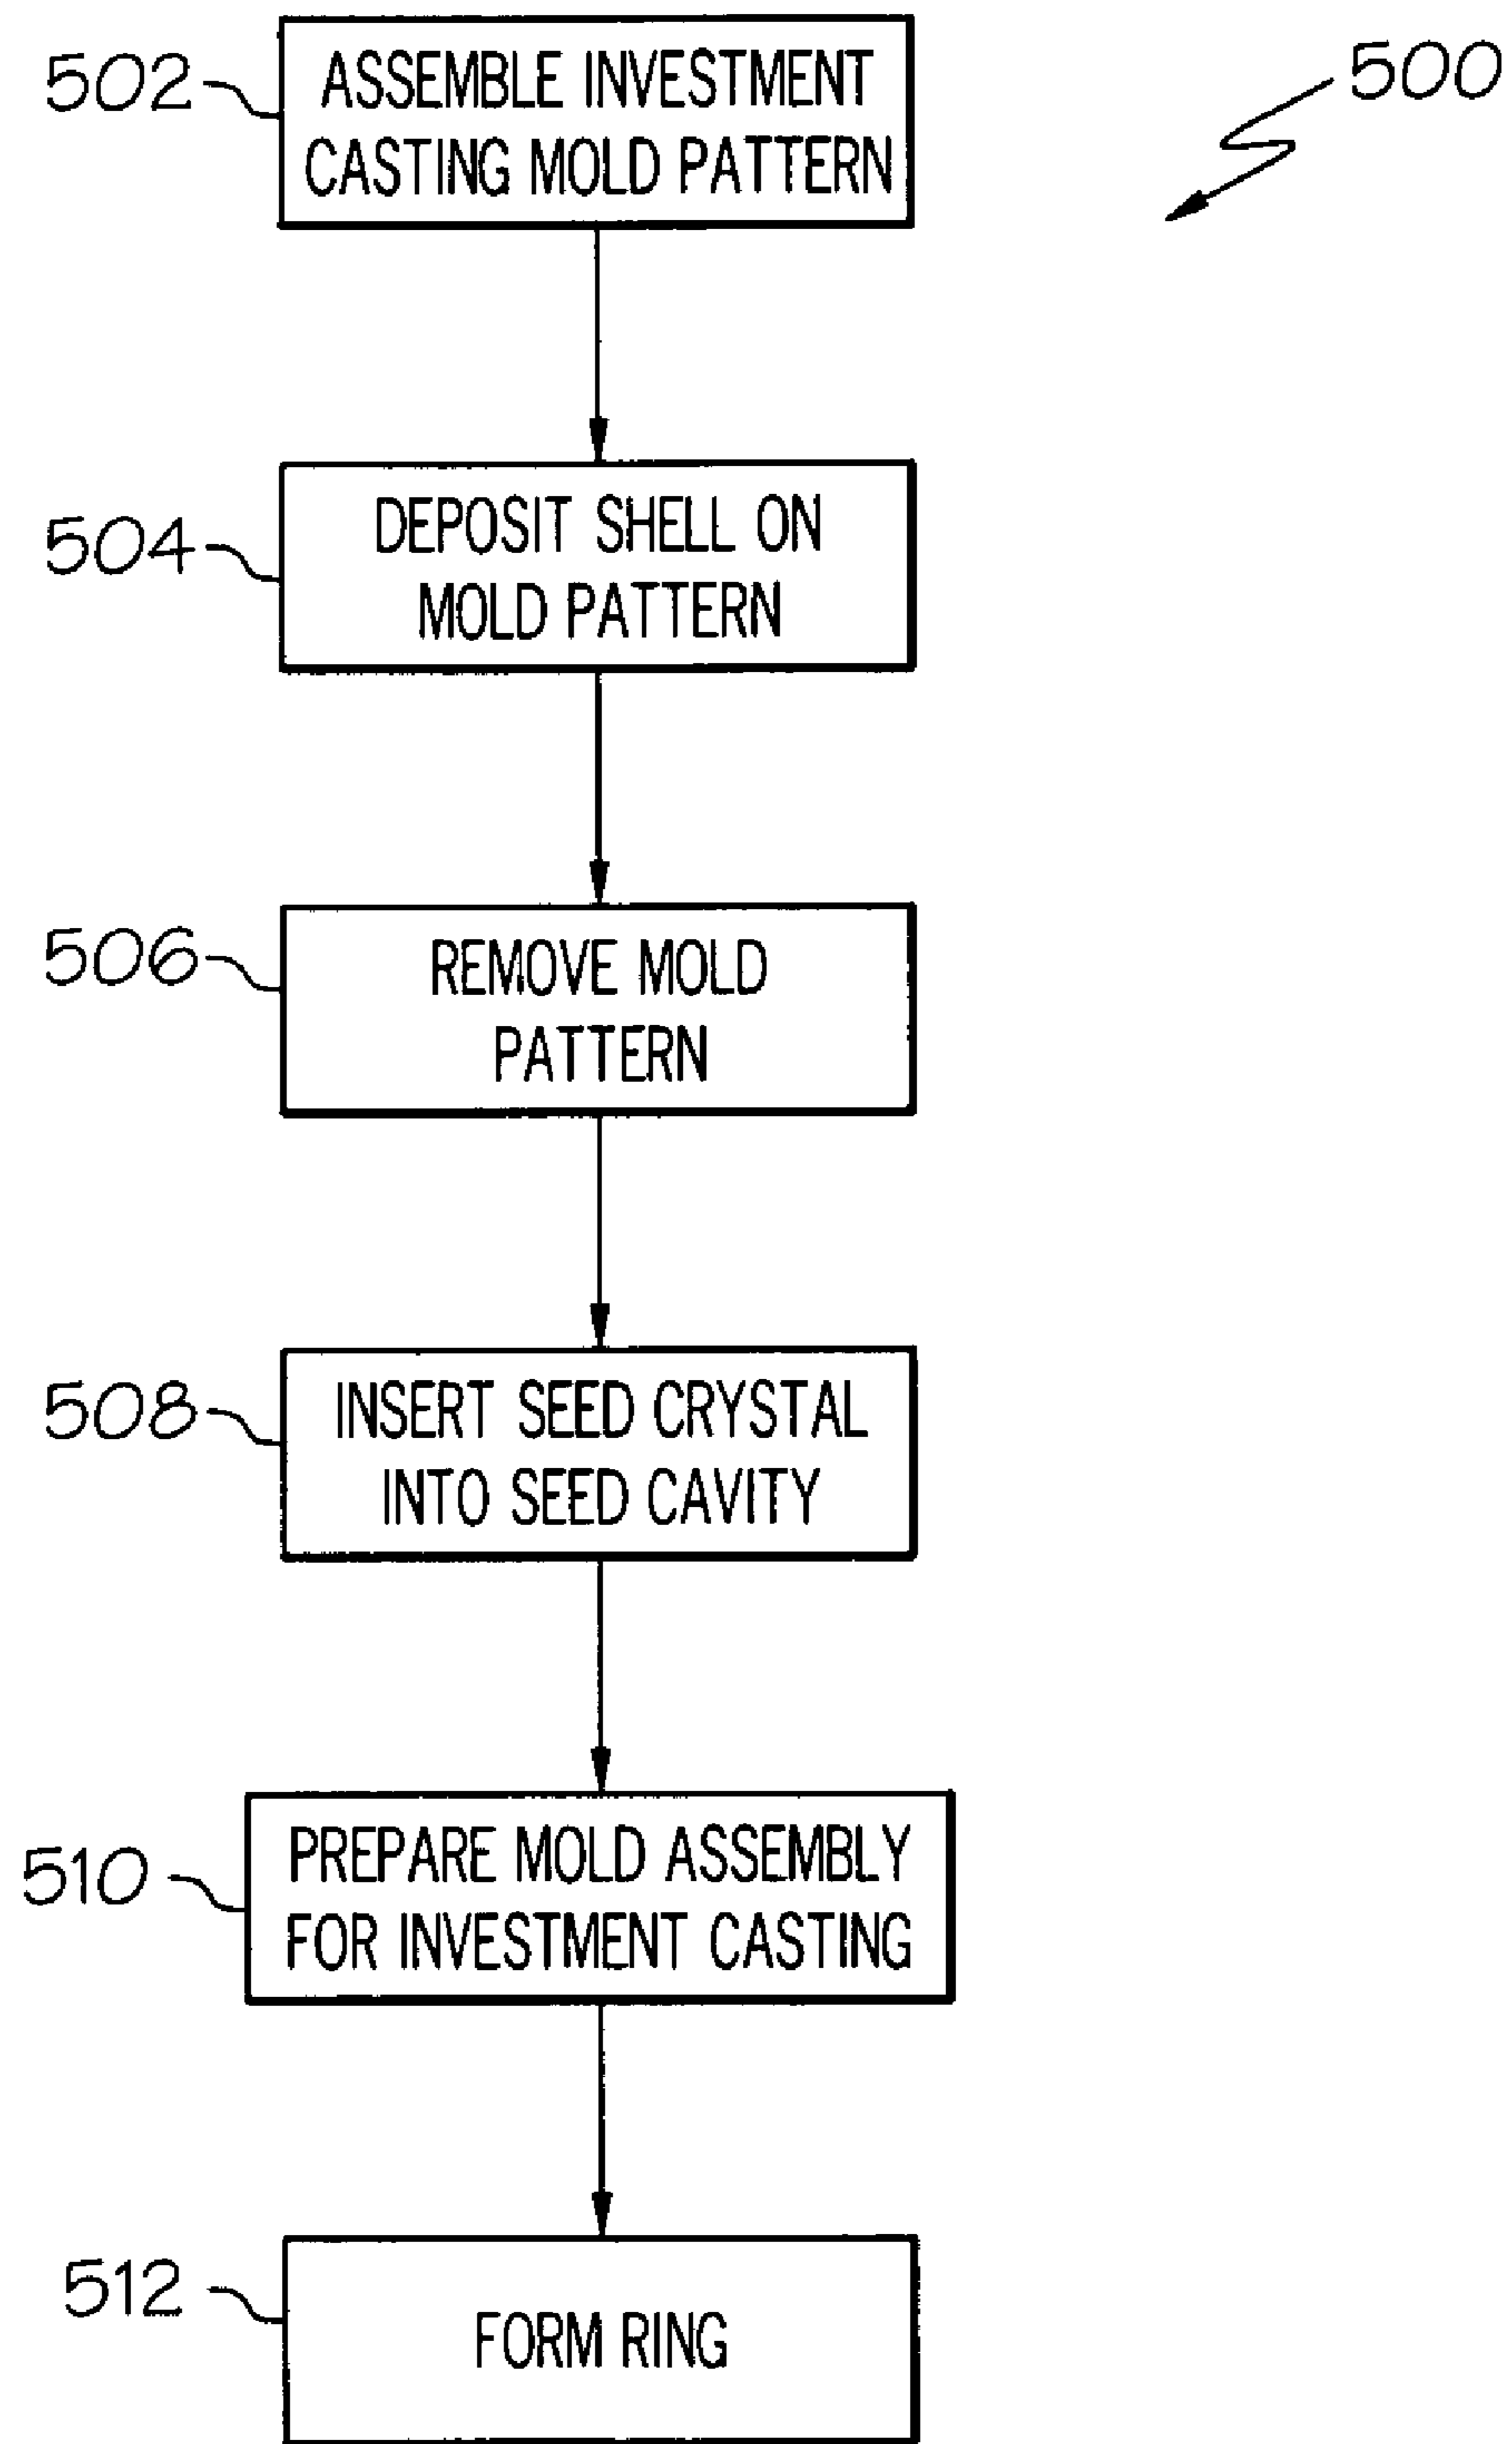 500
502
ASSEMBLE INVESTMENT
CASTING MOLD PATTERN
504
DEPOSIT SHELL ON
MOLD PATTERN
506
REMOVE MOLD
PATTERN
508
INSERT SEED CRYSTAL
INTO SEED CAVITY
510
PREPARE MOLD ASSEMBLY
FOR INVESTMENT CASTING
512
FORM RING